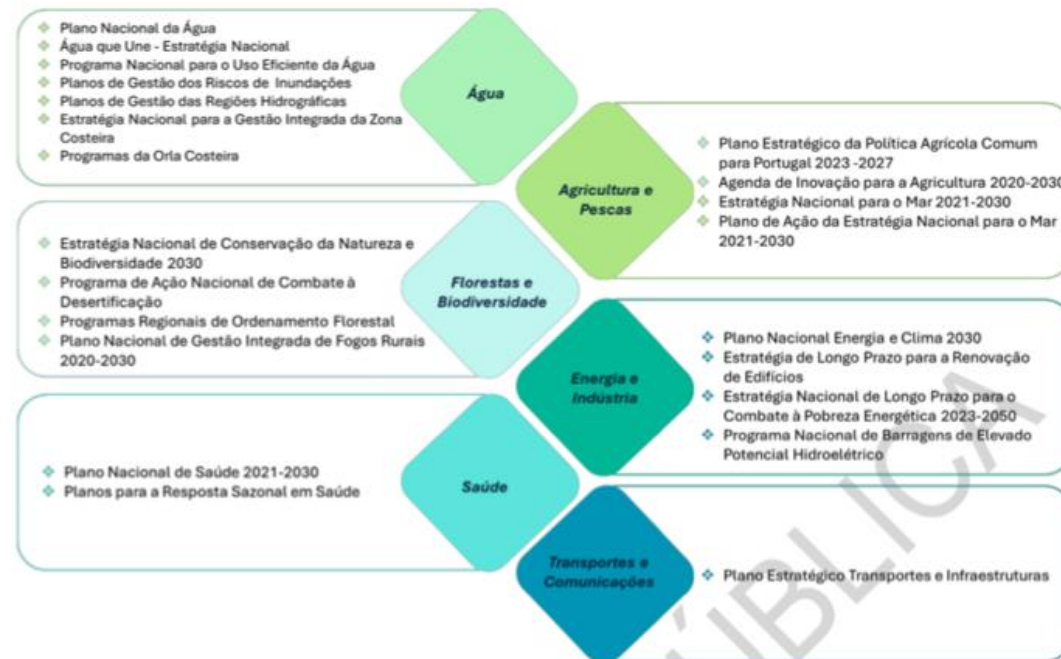 Plano Nacional da Água
Água que Une - Estratégia Nacional
Programa Nacional para o Uso Eficiente da Água
Planos de Gestão dos Riscos de Inundações
Planos de Gestão das Regiões Hidrográficas
Estratégia Nacional para a Gestão Integrada da Zona
Costeira
Programas da Orla Costeira
Água
Agricultura e
Pescas
Plano Estratégico da Política Agrícola Comum
para Portugal 2023 -2027
Agenda de Inovação para a Agricultura 2020-2030
Estratégia Nacional para o Mar 2021-2030
Plano de Ação da Estratégia Nacional para o Mar
2021-2030
Estratégia Nacional de Conservação da Natureza e
Biodiversidade 2030
Programa de Ação Nacional de Combate à
Desertificação
Programas Regionais de Ordenamento Florestal
Plano Nacional de Gestão Integrada de Fogos Rurais
2020-2030
Florestas e
Biodiversidade
Energia e
Indústria
Plano Nacional Energia e Clima 2030
Estratégia de Longo Prazo para a Renovação
de Edifícios
Estratégia Nacional de Longo Prazo para o
Combate à Pobreza Energética 2023-2050
Programa Nacional de Barragens de Elevado
Potencial Hidroelétrico
Plano Nacional de Saúde 2021-2030
Planos para a Resposta Sazonal em Saúde
Saúde
Transportes e
Comunicações
Plano Estratégico Transportes e Infraestruturas
ÚBLICA